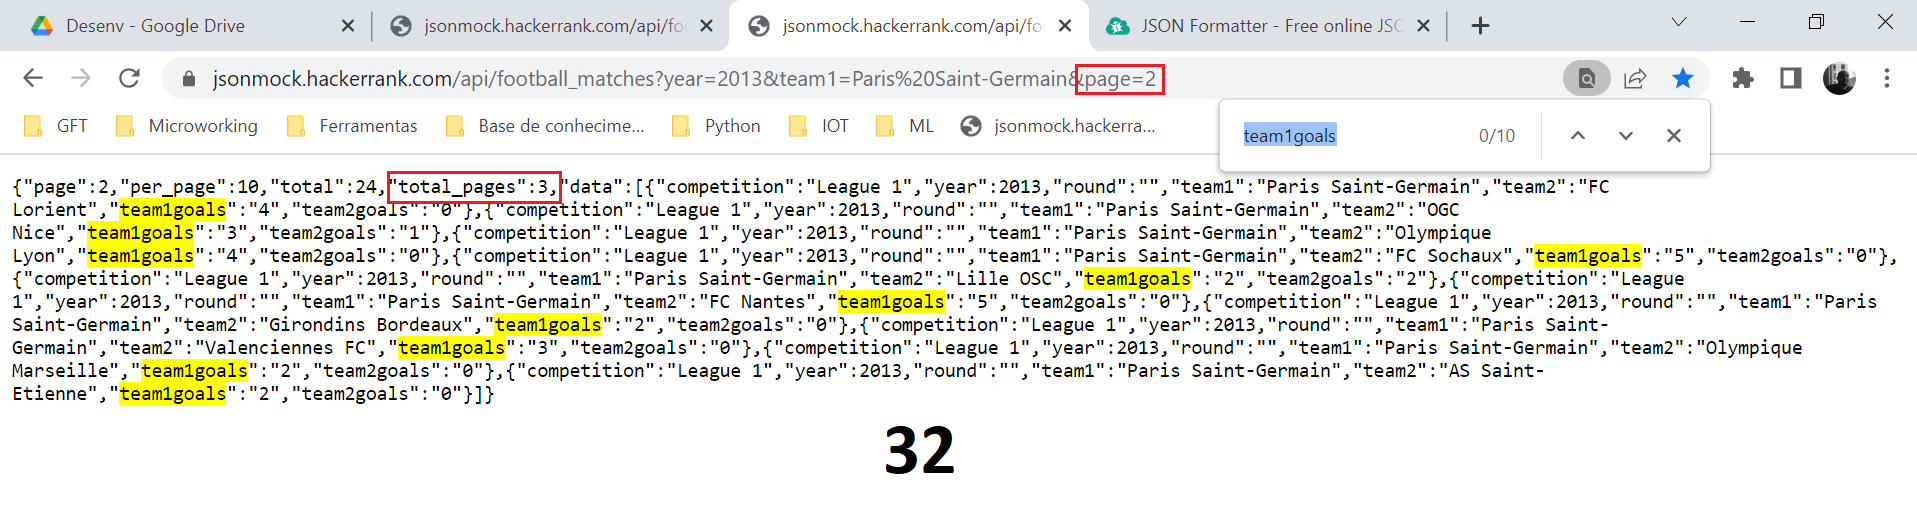 Desenv - Google Drive
jsonmock.hackerrank.com/api/fo
jsonmock.hackerrank.com/api/foo
JSON Formatter - Free online JSO
jsonmock.hackerrank.com/api/football_matches?year=2013&team1=Paris%20Saint-Germain&page=2
GFT
Microworking
Ferramentas
Base de conhecime...
Python
IOT
ML
jsonmock.hackerra...
team1goals 0/10
{"page":2,"per_page":10,"total":24,"total_pages":3,"data":[{"competition":"League 1","year":2013,"round":"","team1":"Paris Saint-Germain","team2":"FC
Lorient","team1goals":"4","team2goals":"0"},{"competition":"League 1","year":2013,"round":"","team1":"Paris Saint-Germain","team2":"OGC
Nice","team1goals":"3","team2goals":"1"},{"competition":"League 1","year":2013,"round":"","team1":"Paris Saint-Germain","team2":"Olympique
Lyon","team1goals":"4","team2goals":"0"},{"competition":"League 1","year":2013,"round":"","team1":"Paris Saint-Germain","team2":"FC Sochaux","team1goals":"5","team2goals":"0"},
{"competition":"League 1","year":2013,"round":"","team1":"Paris Saint-Germain","team2":"Lille OSC","team1goals":"2","team2goals":"2"},{"competition":"League
1","year":2013,"round":"","team1":"Paris Saint-Germain","team2":"FC Nantes","team1goals":"5","team2goals":"0"},{"competition":"League 1","year":2013,"round":"","team1":"Paris
Saint-Germain","team2":"Girondins Bordeaux","team1goals":"2","team2goals":"0"},{"competition":"League 1","year":2013,"round":"","team1":"Paris Saint-
Germain","team2":"Valenciennes FC","team1goals":"3","team2goals":"0"},{"competition":"League 1","year":2013,"round":"","team1":"Paris Saint-Germain","team2":"Olympique
Marseille","team1goals":"2","team2goals":"0"},{"competition":"League 1","year":2013,"round":"","team1":"Paris Saint-Germain","team2":"AS Saint-
Etienne","team1goals":"2","team2goals":"0"}]}
32